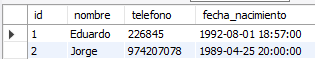 id nombre telefono fecha_nacimiento
1 Eduardo 226845 1992-08-01 18:57:00
2 Jorge 974207078 1989-04-25 20:00:00